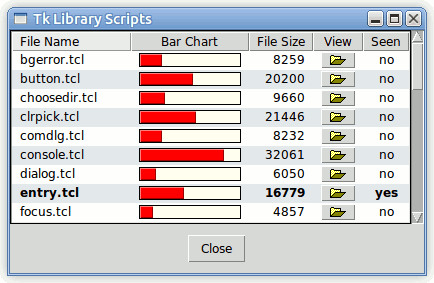 Tk Library Scripts
File Name Bar Chart File Size View Seen
bgerror.tcl 8259 no
button.tcl 20200 no
choosedir.tcl 9660 no
clrpick.tcl 21446 no
comdlg.tcl 8232 no
console.tcl 32061 no
dialog.tcl 6050 no
entry.tcl 16779 yes
focus.tcl 4857 no
Close